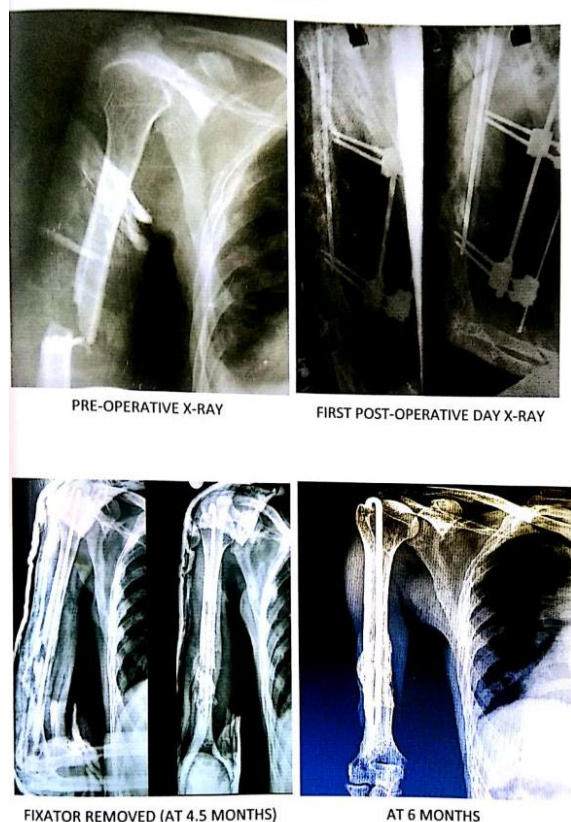 PRE-OPERATIVE X-RAY
FIRST POST-OPERATIVE DAY X-RAY
FIXATOR REMOVED (AT 4.5 MONTHS)
AT 6 MONTHS